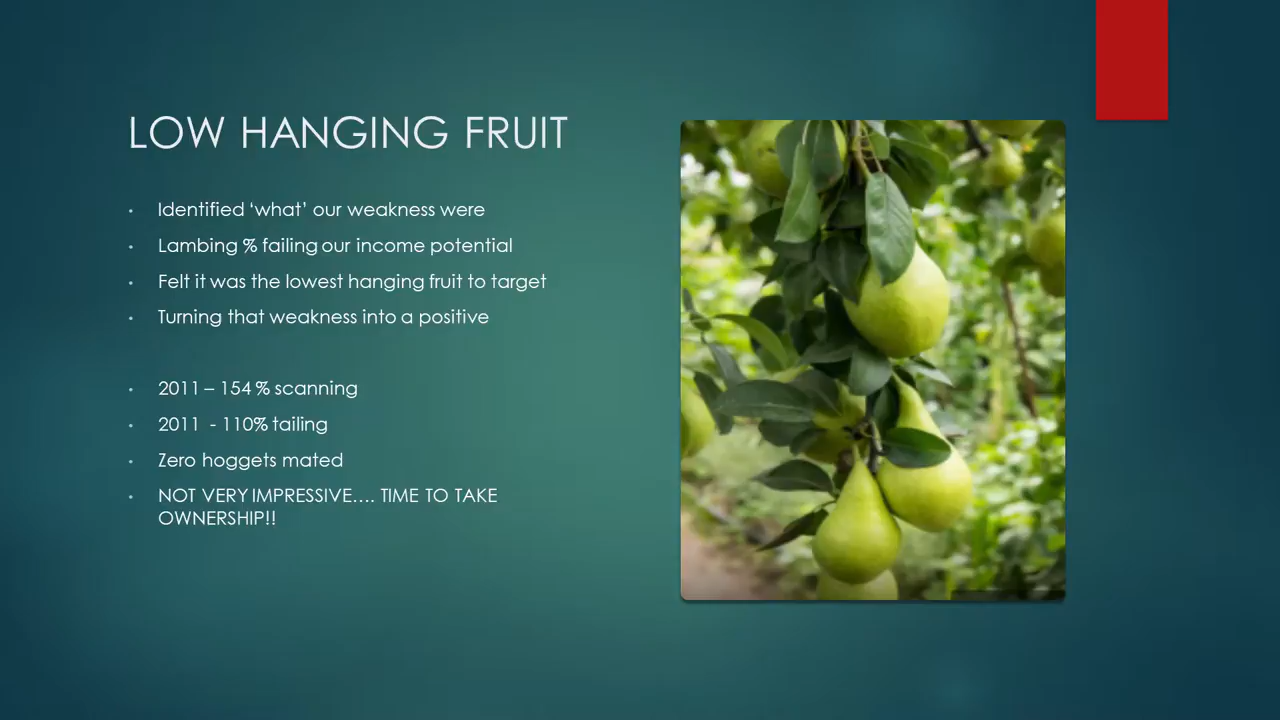 LOW HANGING FRUIT
• Identified ‘what’ our weakness were
• Lambing % failing our income potential
• Felt it was the lowest hanging fruit to target
• Turning that weakness into a positive
• 2011 – 154 % scanning
• 2011  - 110% tailing
• Zero hoggets mated
• NOT VERY IMPRESSIVE…. TIME TO TAKE
OWNERSHIP!!